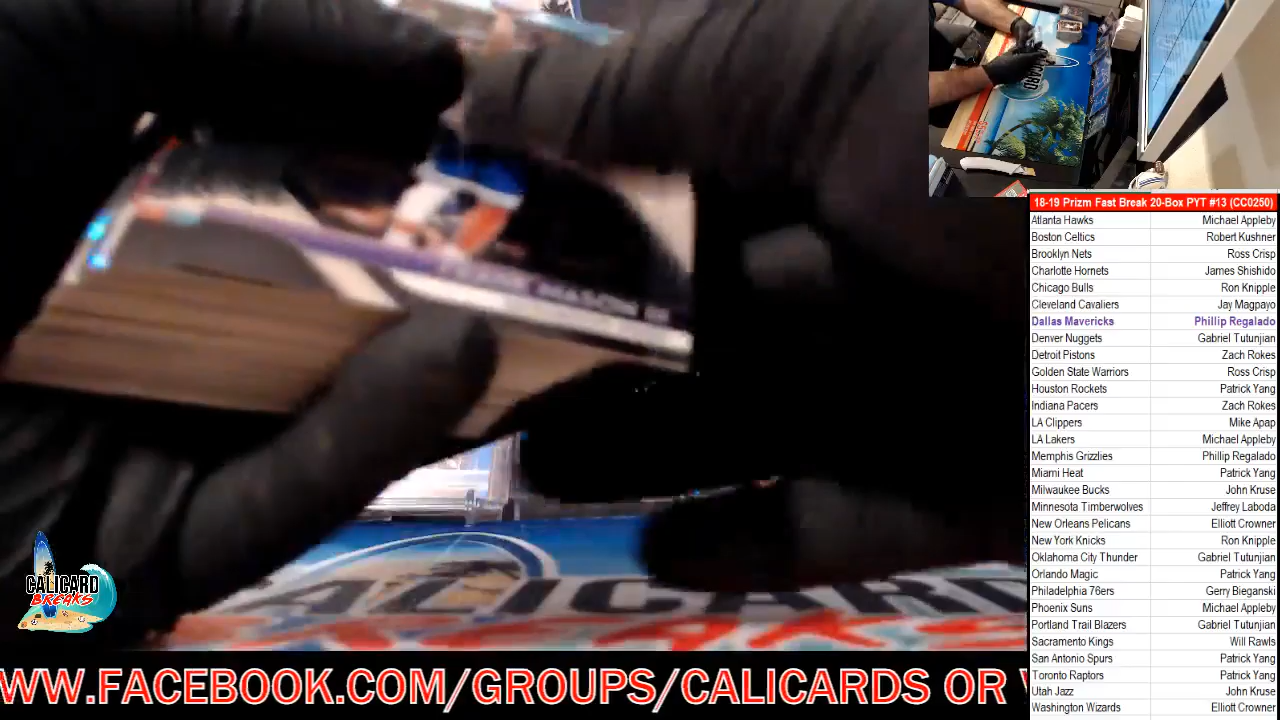 18-19 Prizm Fast Break 20-Box PYT #13 (CC0250)
Atlanta Hawks Michael Appleby
Boston Celtics Robert Kushner
Brooklyn Nets Ross Crisp
Charlotte Hornets James Shishido
Chicago Bulls Ron Knipple
Cleveland Cavaliers Jay Magpayo
Dallas Mavericks Phillip Regalado
Denver Nuggets Gabriel Tutunjian
Detroit Pistons Zach Rokes
Golden State Warriors Ross Crisp
Houston Rockets Patrick Yang
Indiana Pacers Zach Rokes
LA Clippers Mike Apap
LA Lakers Michael Appleby
Memphis Grizzlies Phillip Regalado
Miami Heat Patrick Yang
Milwaukee Bucks John Kruse
Minnesota Timberwolves Jeffrey Laboda
New Orleans Pelicans Elliott Crowner
New York Knicks Ron Knipple
Oklahoma City Thunder Gabriel Tutunjian
Orlando Magic Patrick Yang
Philadelphia 76ers Gerry Bieganski
Phoenix Suns Michael Appleby
Portland Trail Blazers Gabriel Tutunjian
Sacramento Kings Will Rawls
San Antonio Spurs Patrick Yang
Toronto Raptors Patrick Yang
Utah Jazz John Kruse
Washington Wizards Elliott Crowner
MASON III
CALICARD
CALICARD
BREAKS
ALICARD
WW.FACEBOOK.COM/GROUPS/CALICARDS OR